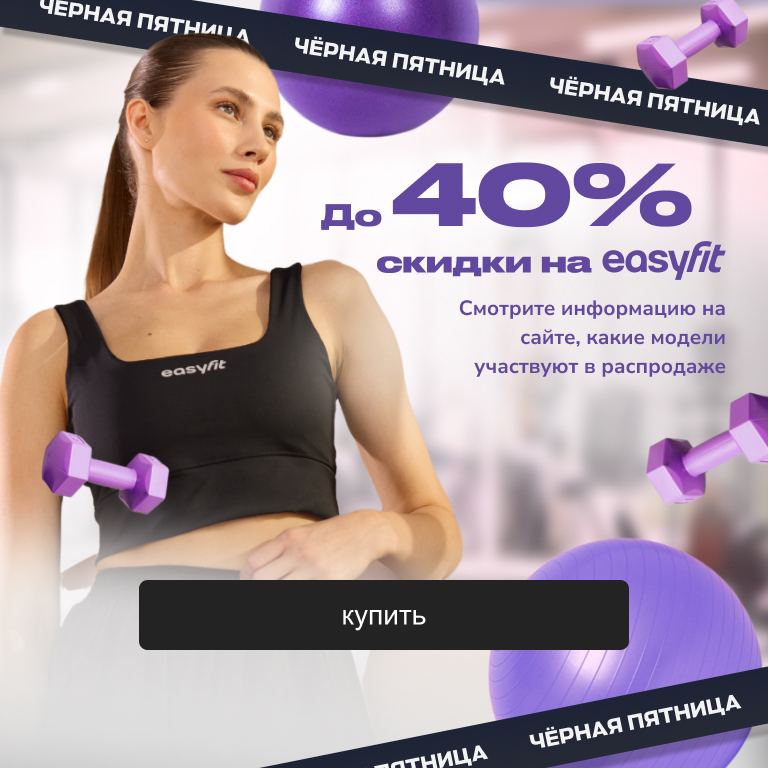 ЧЁРНАЯ ПЯТНИЦА
ЧЁРНАЯ ПЯТНИЦА
ЧЁРНАЯ ПЯТНИЦА
До 40%
скидки на easyfit
Смотрите информацию на
сайте, какие модели
участвуют в распродаже
easyfit
купить
ПЯТНИЦА
ЧЁРНАЯ ПЯТНИЦА